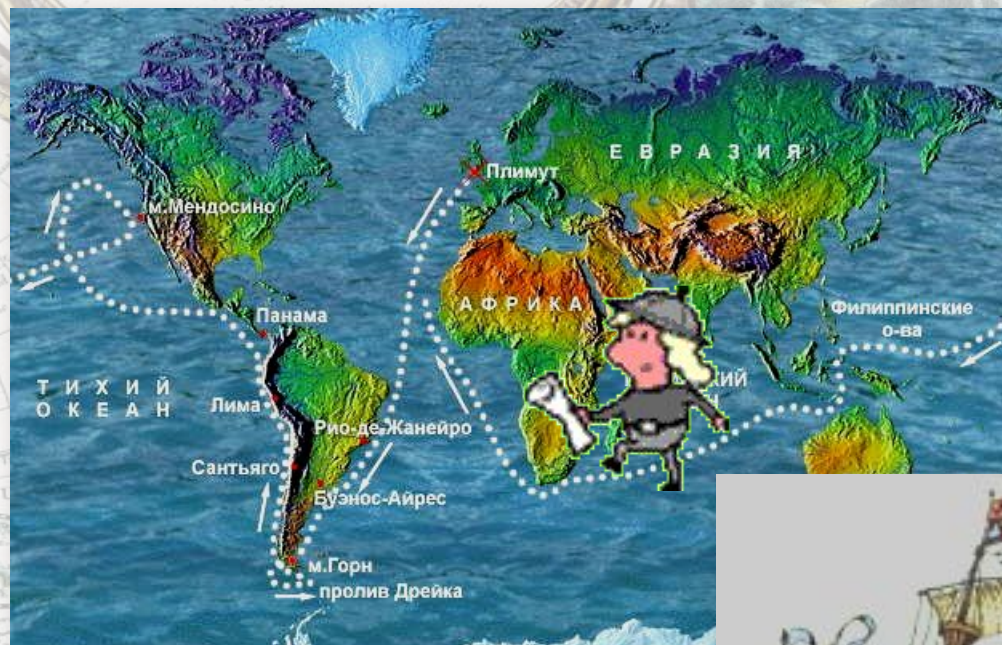 Е В Р А З И Я
Плимут
м.Мендосино
А Ф Р И К А
Филиппинские
о-ва
Панама
Т И Х И Й
О К Е А Н
Лима
Рио-де Жанейро
Сантьяго
Буэнос-Айрес
м.Горн
пролив Дрейка